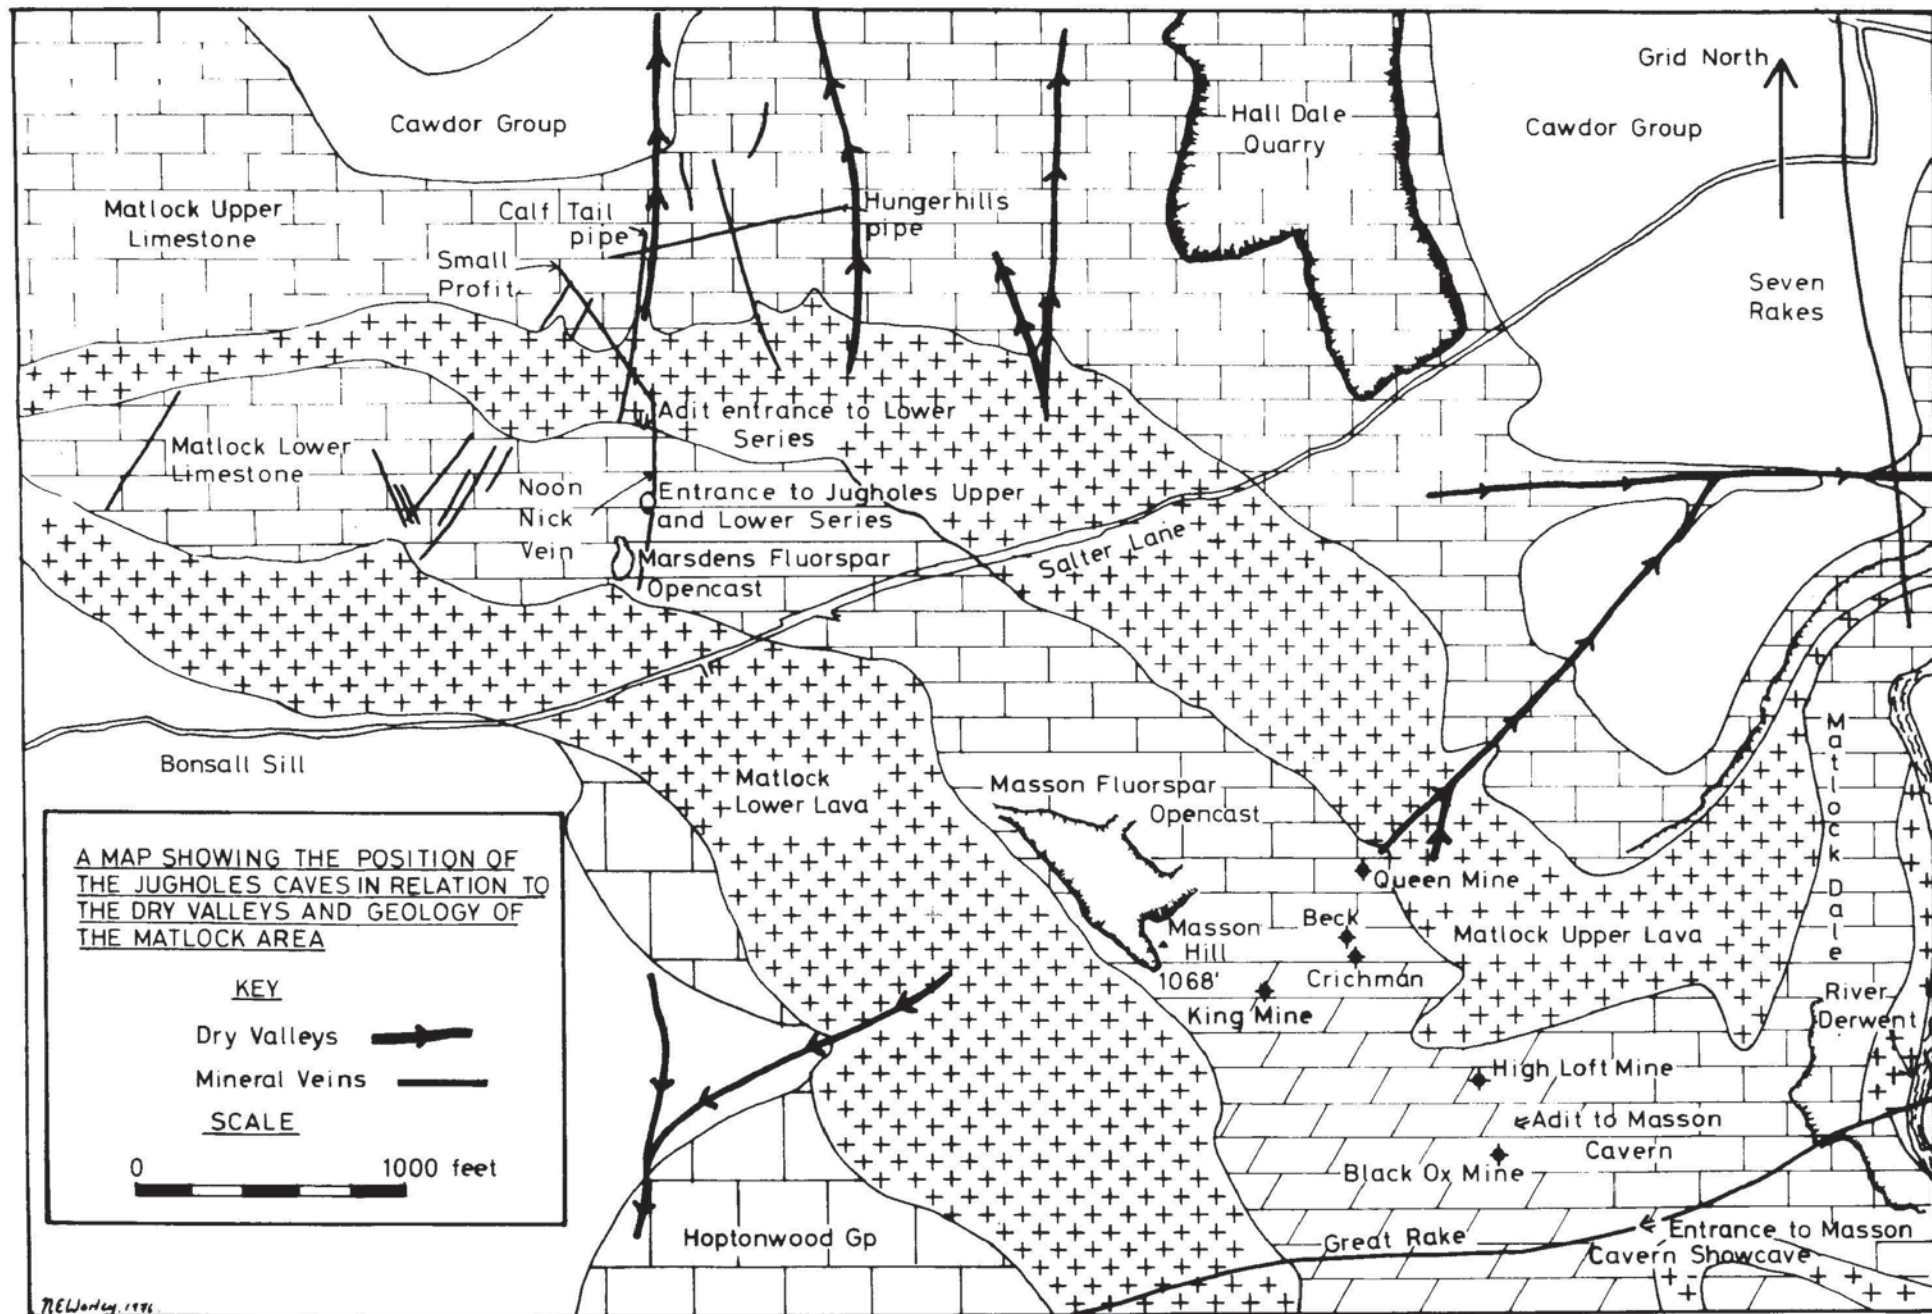 Grid North
Cawdor Group
Hall Dale
Quarry
Cawdor Group
Matlock Upper
Limestone
Calf Tail
pipe
Hungerhills
pipe
Small
Profit
Seven
Rakes
Adit entrance to Lower
Series
Matlock Lower
Limestone
Noon
Nick
Vein
Entrance to Jugholes Upper
and Lower Series
Marsdens Fluorspar
Opencast
Salter Lane
Bonsall Sill
Matlock
Lower Lava
Masson Fluorspar
Opencast
Matlock Dale
Queen Mine
Beck
Masson
Hill
1068'
Crichman
Matlock Upper Lava
King Mine
River
Derwent
High Loft Mine
Adit to Masson
Cavern
Black Ox Mine
Great Rake
Entrance to Masson
Cavern Showcave
Hoptonwood Gp
A MAP SHOWING THE POSITION OF
THE JUGHOLES CAVES IN RELATION TO
THE DRY VALLEYS AND GEOLOGY OF
THE MATLOCK AREA
KEY
Dry Valleys
Mineral Veins
SCALE
0 1000 feet
N.E.Worley. 1976.